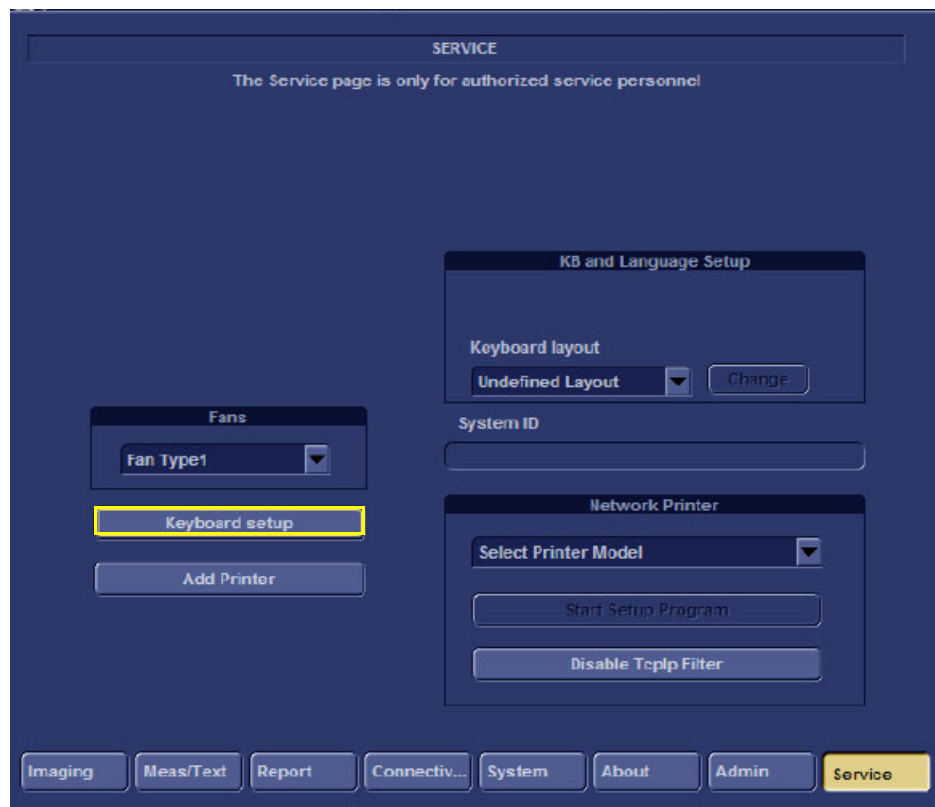 SERVICE
The Service page is only for authorized service personnel
KB and Language Setup
Keyboard layout
Undefined Layout
Change
Fans
Fan Type1
System ID
Keyboard setup
Add Printer
Network Printer
Select Printer Model
Start Setup Program
Disable TcpIp Filter
Imaging
Meas/Text
Report
Connectiv...
System
About
Admin
Service